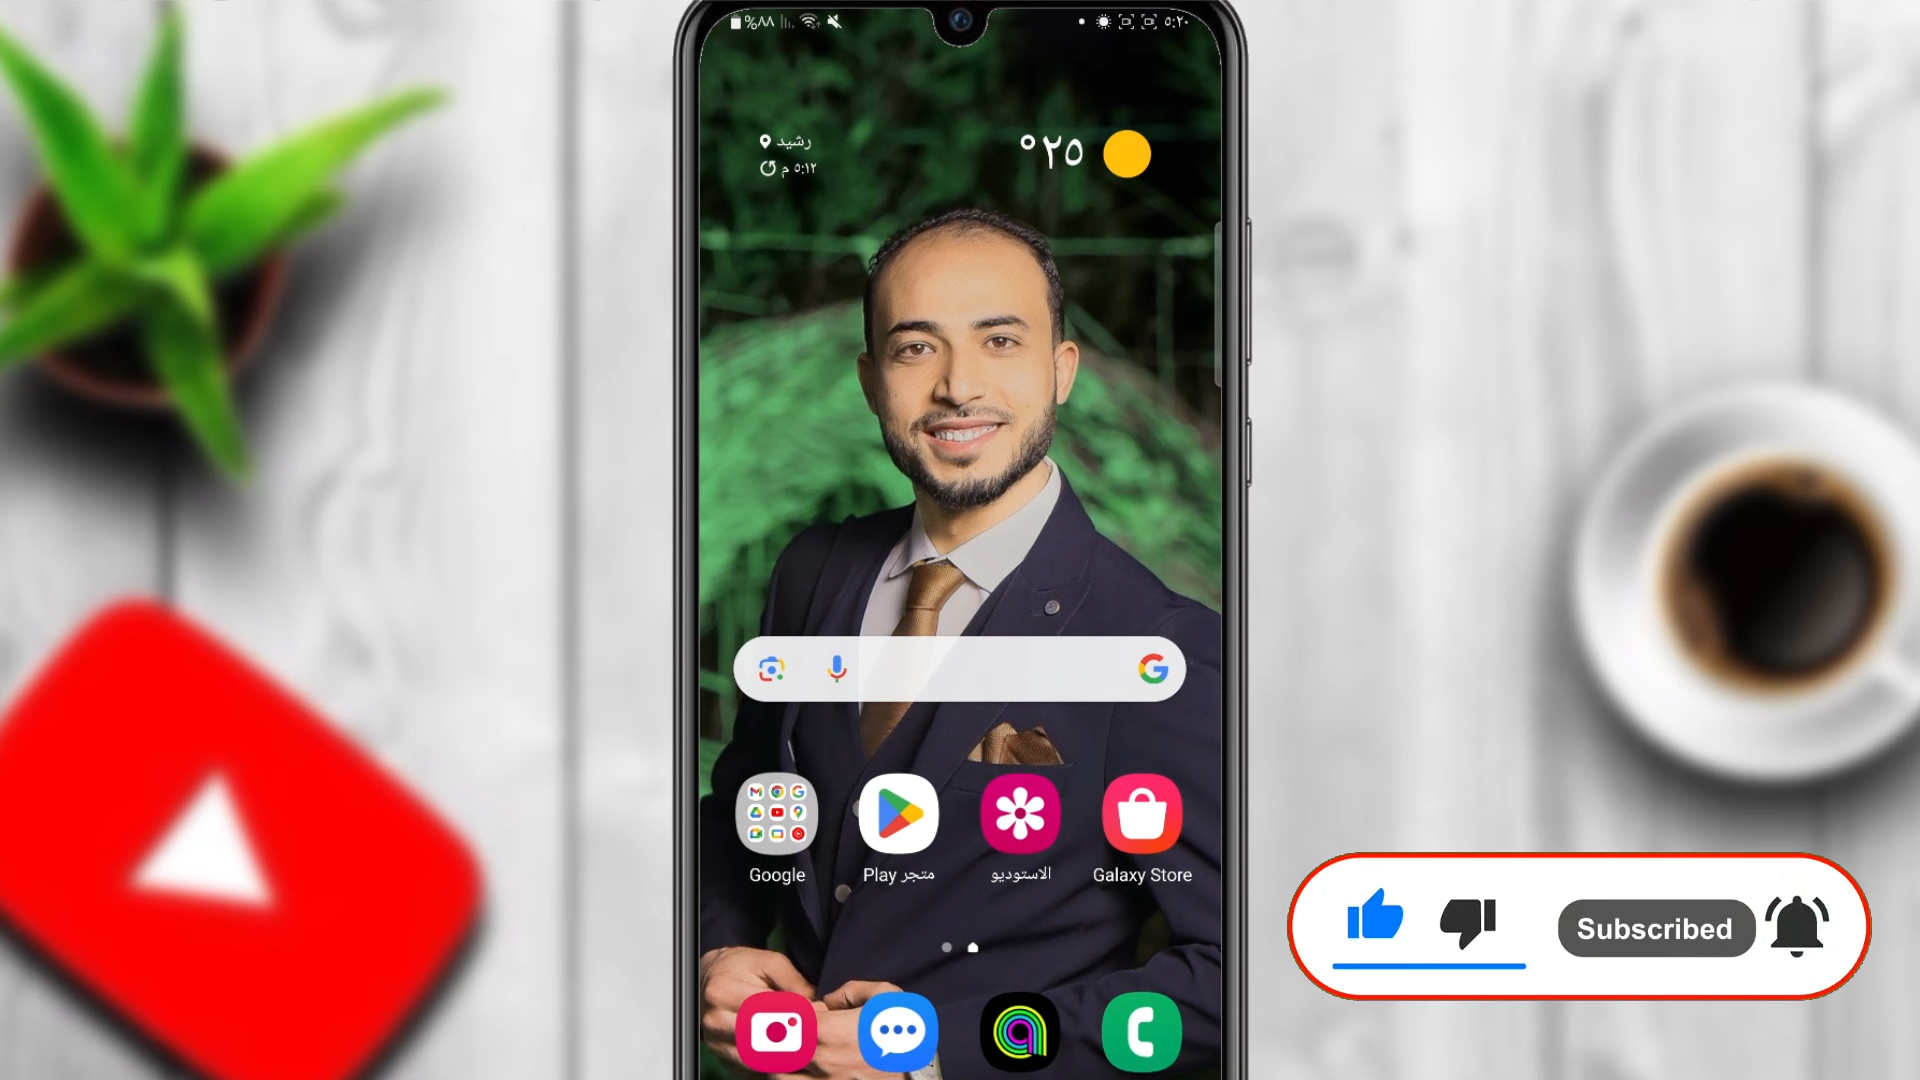 %٨٨
٥:٢٠
رشيد
٥:١٢ م
°٢٥
Google
متجر Play
الاستوديو
Galaxy Store
Subscribed